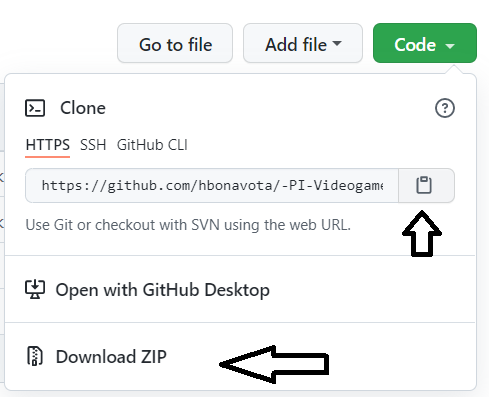 Go to file Add file Code
Clone
HTTPS SSH GitHub CLI
https://github.com/hbonavota/-PI-Videogame
Use Git or checkout with SVN using the web URL.
Open with GitHub Desktop
Download ZIP